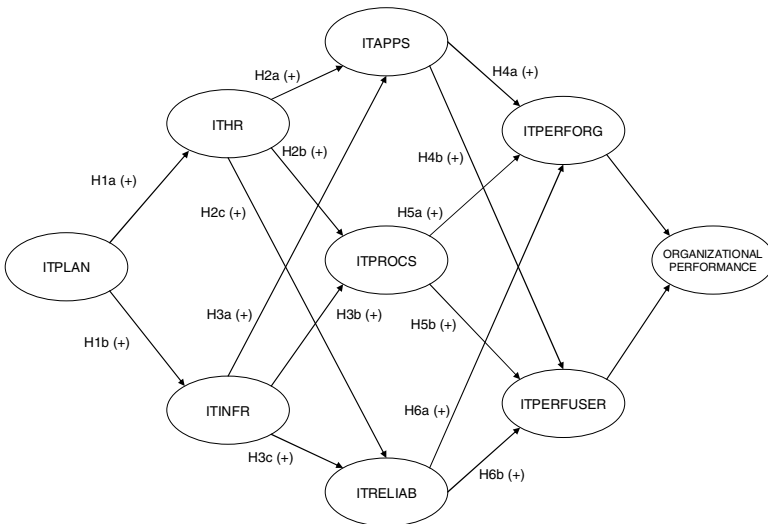 ITAPPS
H2a (+)
H4a (+)
ITHR
ITPERFORG
H2b (+)
H4b (+)
H1a (+)
H2c (+)
H5a (+)
ITPLAN
ITPROCS
ORGANIZATIONAL
PERFORMANCE
H3a (+)
H3b (+)
H5b (+)
H1b (+)
ITINFR
ITPERFUSER
H6a (+)
H3c (+)
H6b (+)
ITRELIAB